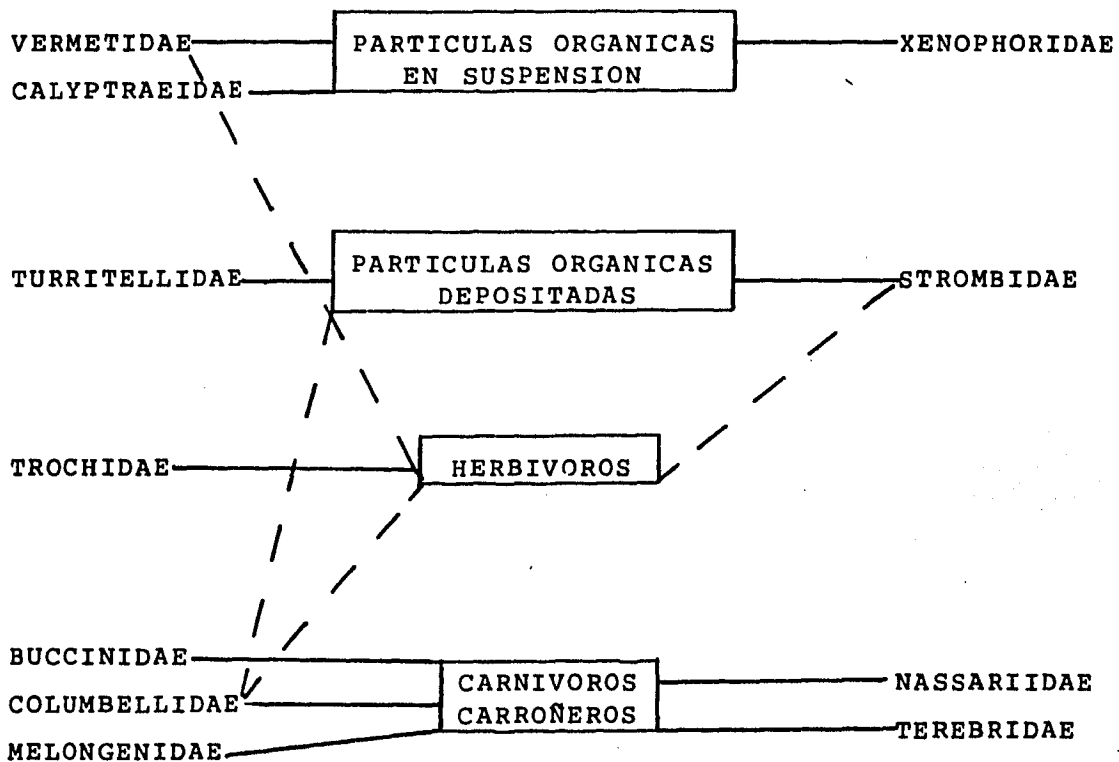 VERMETIDAE
PARTICULAS ORGANICAS
EN SUSPENSION
XENOPHORIDAE
CALYPTRAEIDAE
TURRITELLIDAE
PARTICULAS ORGANICAS
DEPOSITADAS
STROMBIDAE
TROCHIDAE
HERBIVOROS
BUCCINIDAE
COLUMBELLIDAE
MELONGENIDAE
CARNIVOROS
CARROÑEROS
NASSARIIDAE
TEREBRIDAE